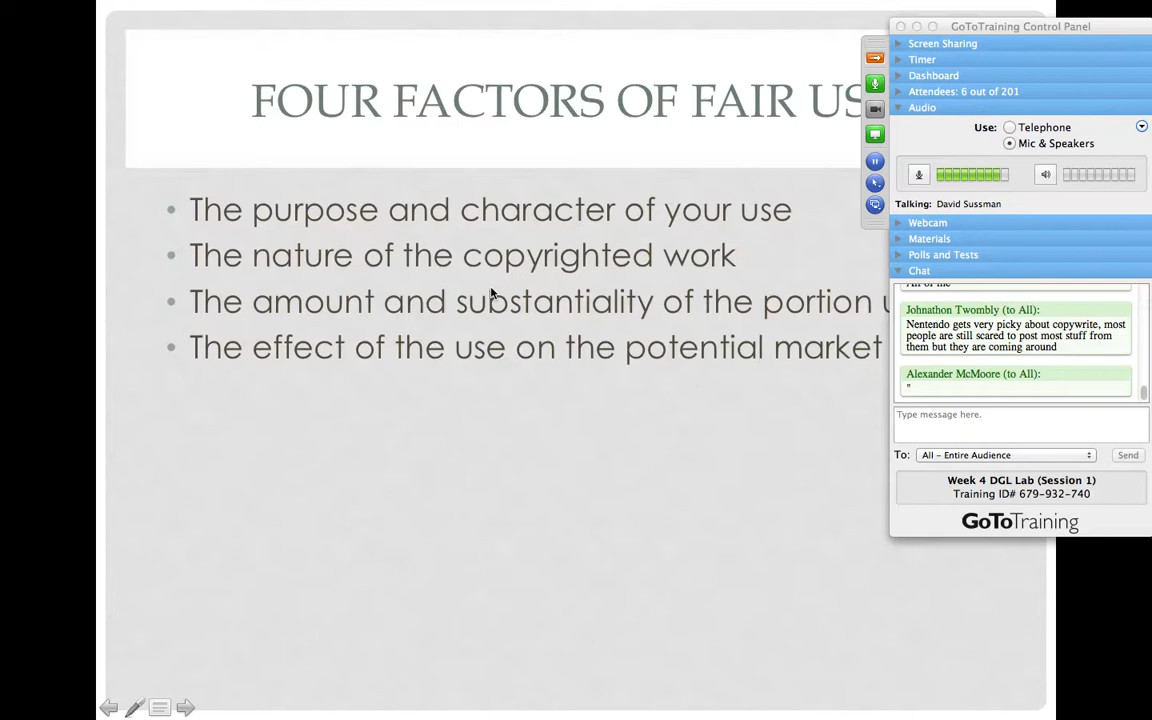 FOUR FACTORS OF FAIR
The purpose and character of your use
The nature of the copyrighted work
The amount and substantiality of the portion
The effect of the use on the potential market
GoToTraining Control Panel
Screen Sharing
Timer
Dashboard
Attendees: 6 out of 201
Audio
Use: Telephone
Mic & Speakers
Talking: David Sussman
Webcam
Materials
Polls and Tests
Chat
All of me
Johnathon Twombly (to All):
Nintendo gets very picky about copywrite, most
people are still scared to post most stuff from
them but they are coming around
Alexander McMoore (to All):
"
Type message here.
To: All – Entire Audience Send
Week 4 DGL Lab (Session 1)
Training ID# 679-932-740
GoToTraining